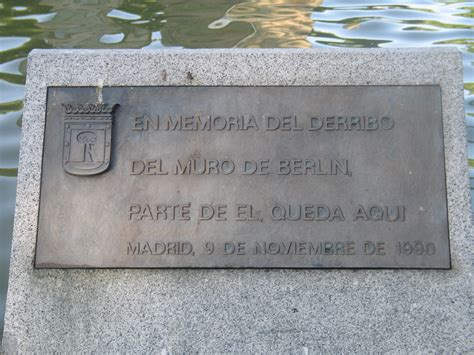 EN MEMORIA DEL DERRIBO
DEL MURO DE BERLIN,
PARTE DE EL, QUEDA AQUI
MADRID, 9 DE NOVIEMBRE DE 1990